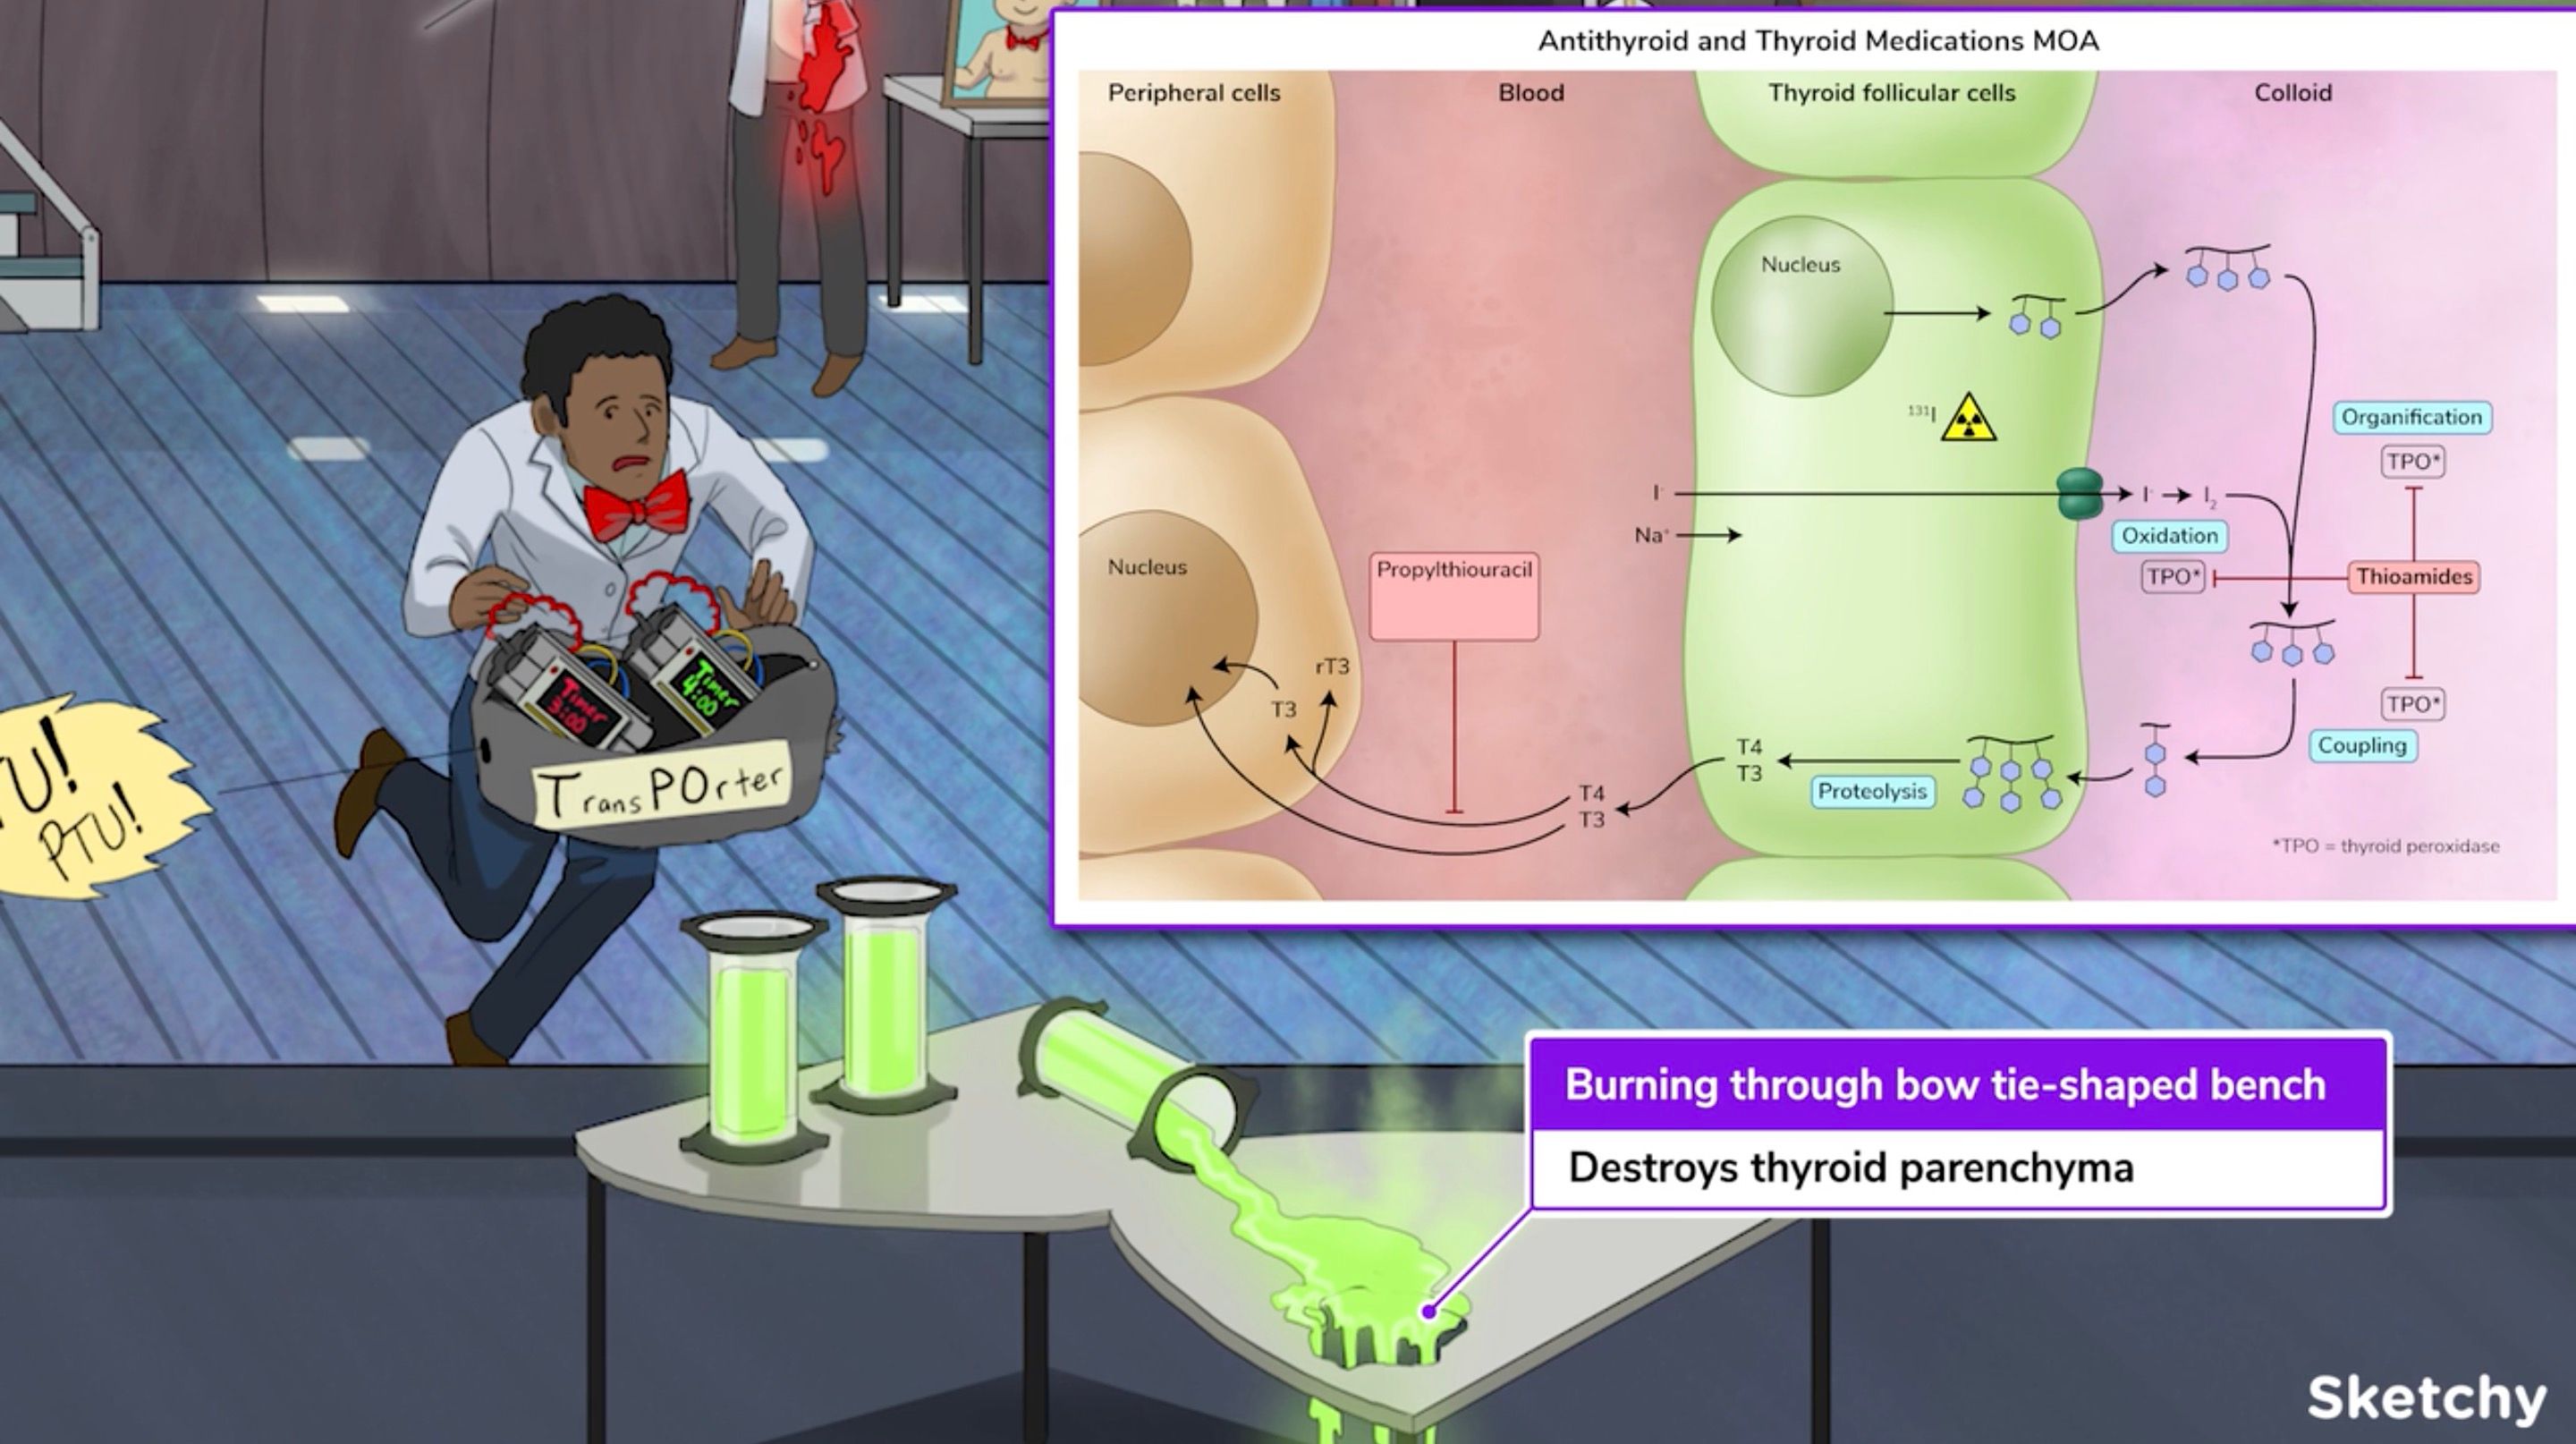 Antithyroid and Thyroid Medications MOA
Peripheral cells
Blood
Thyroid follicular cells
Colloid
Nucleus
131I
Organification
TPO*
I-
I- I2
Na+
Oxidation
TPO*
Thioamides
Nucleus
Propylthiouracil
rT3
T3
TPO*
Coupling
T4
T3
Proteolysis
T4
T3
*TPO = thyroid peroxidase
Timer
3:00
Timer
4:00
TransPOrter
U!
PTU!
Burning through bow tie-shaped bench
Destroys thyroid parenchyma
Sketchy